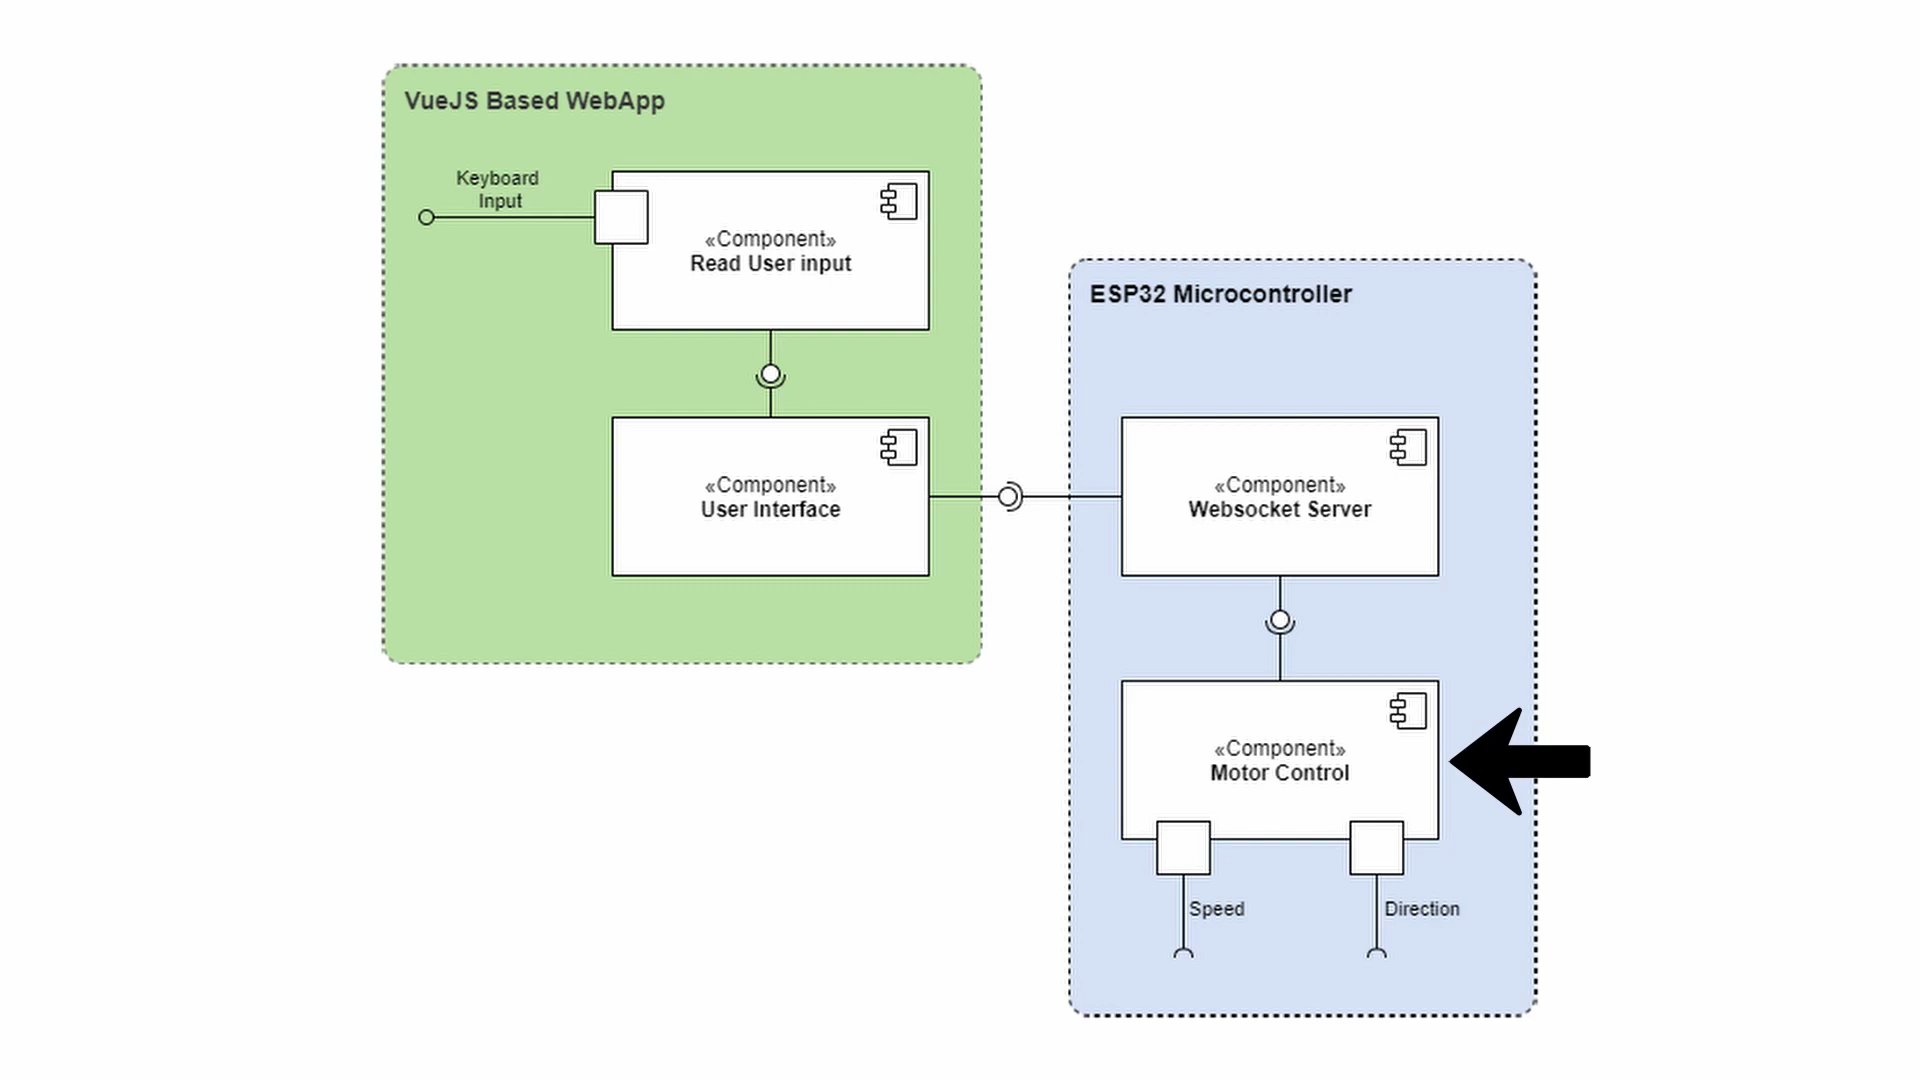 VueJS Based WebApp
Keyboard
Input
«Component»
Read User input
«Component»
User Interface
ESP32 Microcontroller
«Component»
Websocket Server
«Component»
Motor Control
Speed
Direction